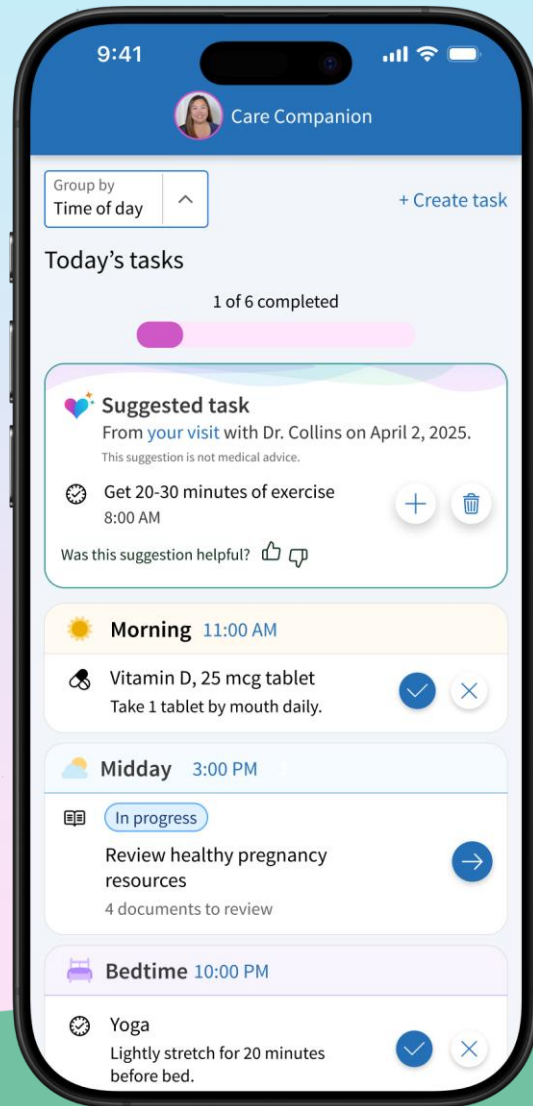 9:41
Care Companion
Group by
Time of day
+ Create task
Today's tasks
1 of 6 completed
Suggested task
From your visit with Dr. Collins on April 2, 2025.
This suggestion is not medical advice.
Get 20-30 minutes of exercise
8:00 AM
Was this suggestion helpful?
Morning 11:00 AM
Vitamin D, 25 mcg tablet
Take 1 tablet by mouth daily.
Midday 3:00 PM
In progress
Review healthy pregnancy
resources
4 documents to review
Bedtime 10:00 PM
Yoga
Lightly stretch for 20 minutes
before bed.